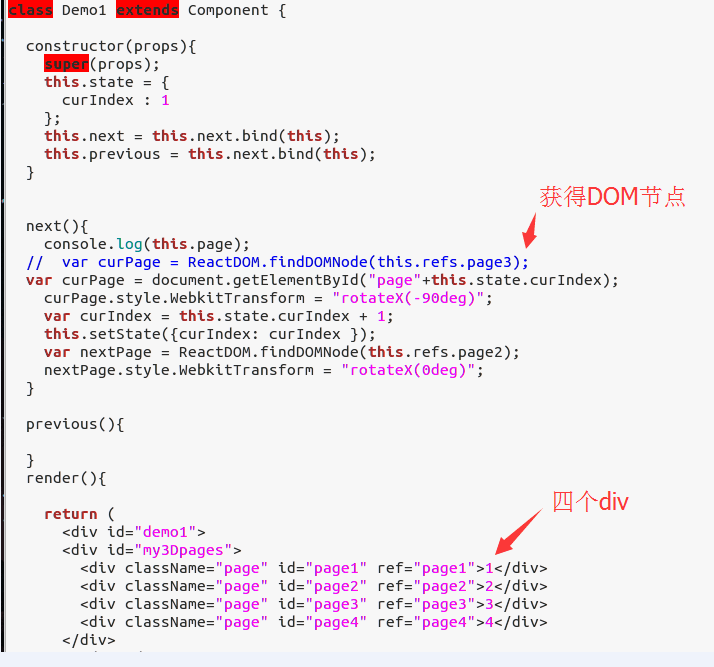 class Demo1 extends Component {
constructor(props){
super(props);
this.state = {
curIndex : 1
};
this.next = this.next.bind(this);
this.previous = this.next.bind(this);
}
获得DOM节点
next(){
console.log(this.page);
//  var curPage = ReactDOM.findDOMNode(this.refs.page3);
var curPage = document.getElementById("page"+this.state.curIndex);
curPage.style.WebkitTransform = "rotateX(-90deg)";
var curIndex = this.state.curIndex + 1;
this.setState({curIndex: curIndex });
var nextPage = ReactDOM.findDOMNode(this.refs.page2);
nextPage.style.WebkitTransform = "rotateX(0deg)";
}
previous(){
}
render(){
四个div
return (
<div id="demo1">
<div id="my3Dpages">
<div className="page" id="page1" ref="page1">1</div>
<div className="page" id="page2" ref="page2">2</div>
<div className="page" id="page3" ref="page3">3</div>
<div className="page" id="page4" ref="page4">4</div>
</div>